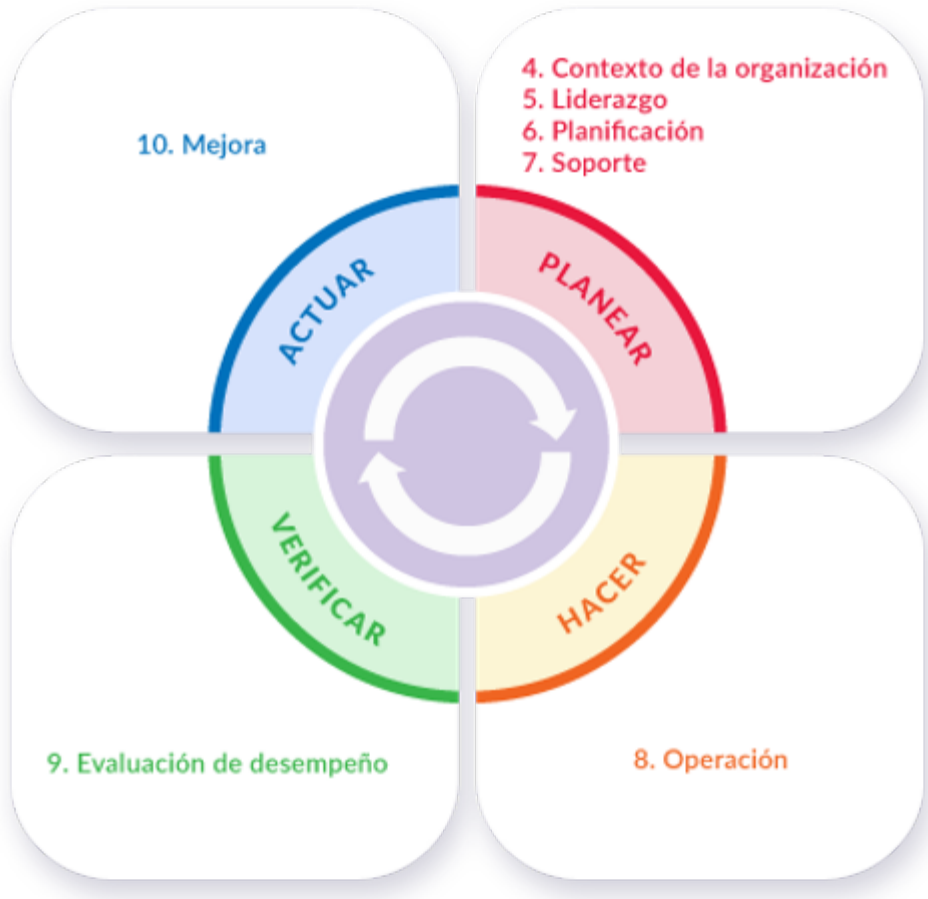 10. Mejora
4. Contexto de la organización
5. Liderazgo
6. Planificación
7. Soporte
ACTUAR
PLANEAR
VERIFICAR
HACER
9. Evaluación de desempeño
8. Operación